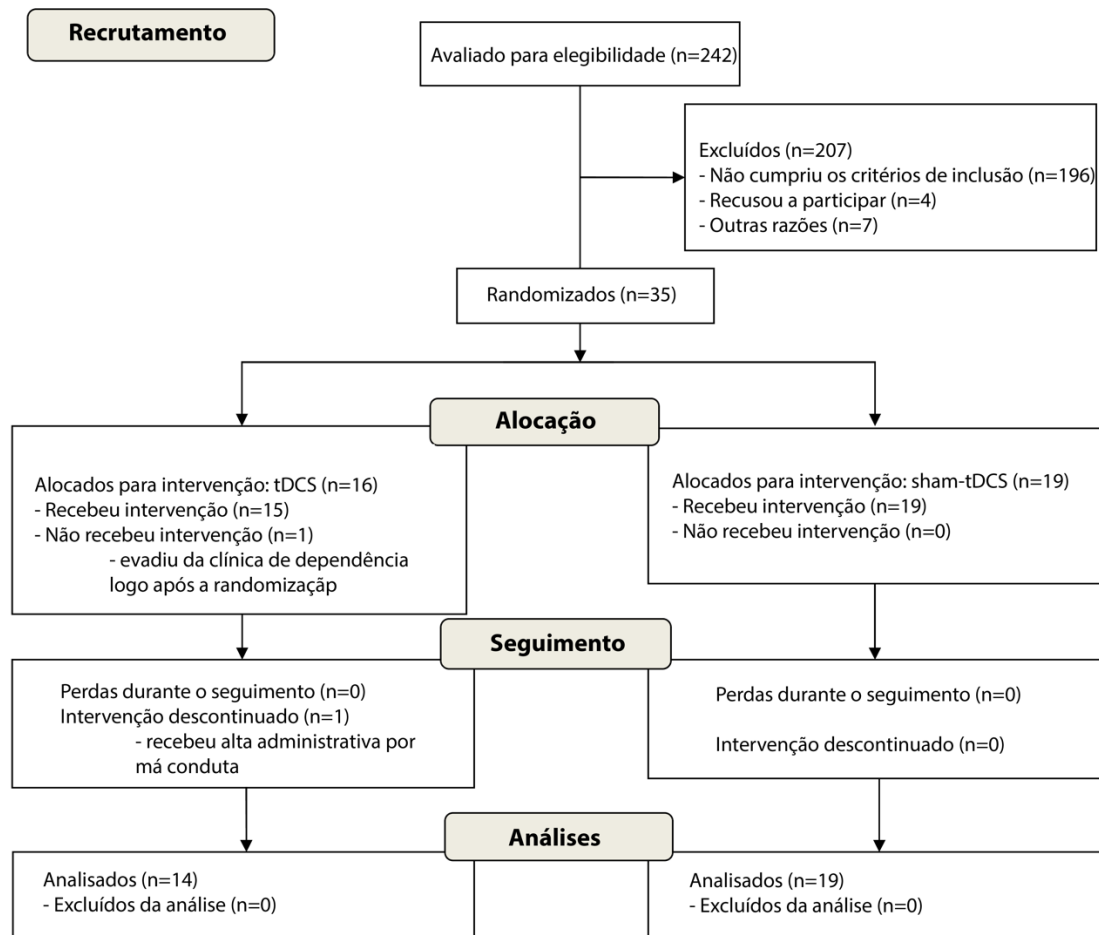 Recrutamento
Avaliado para elegibilidade (n=242)
Excluídos (n=207)
- Não cumpriu os critérios de inclusão (n=196)
- Recusou a participar (n=4)
- Outras razões (n=7)
Randomizados (n=35)
Alocação
Alocados para intervenção: tDCS (n=16)
- Recebeu intervenção (n=15)
- Não recebeu intervenção (n=1)
- evadiu da clínica de dependência
logo após a randomizaçãp
Alocados para intervenção: sham-tDCS (n=19)
- Recebeu intervenção (n=19)
- Não recebeu intervenção (n=0)
Seguimento
Perdas durante o seguimento (n=0)
Intervenção descontinuado (n=1)
- recebeu alta administrativa por
má conduta
Perdas durante o seguimento (n=0)
Intervenção descontinuado (n=0)
Análises
Analisados (n=14)
- Excluídos da análise (n=0)
Analisados (n=19)
- Excluídos da análise (n=0)